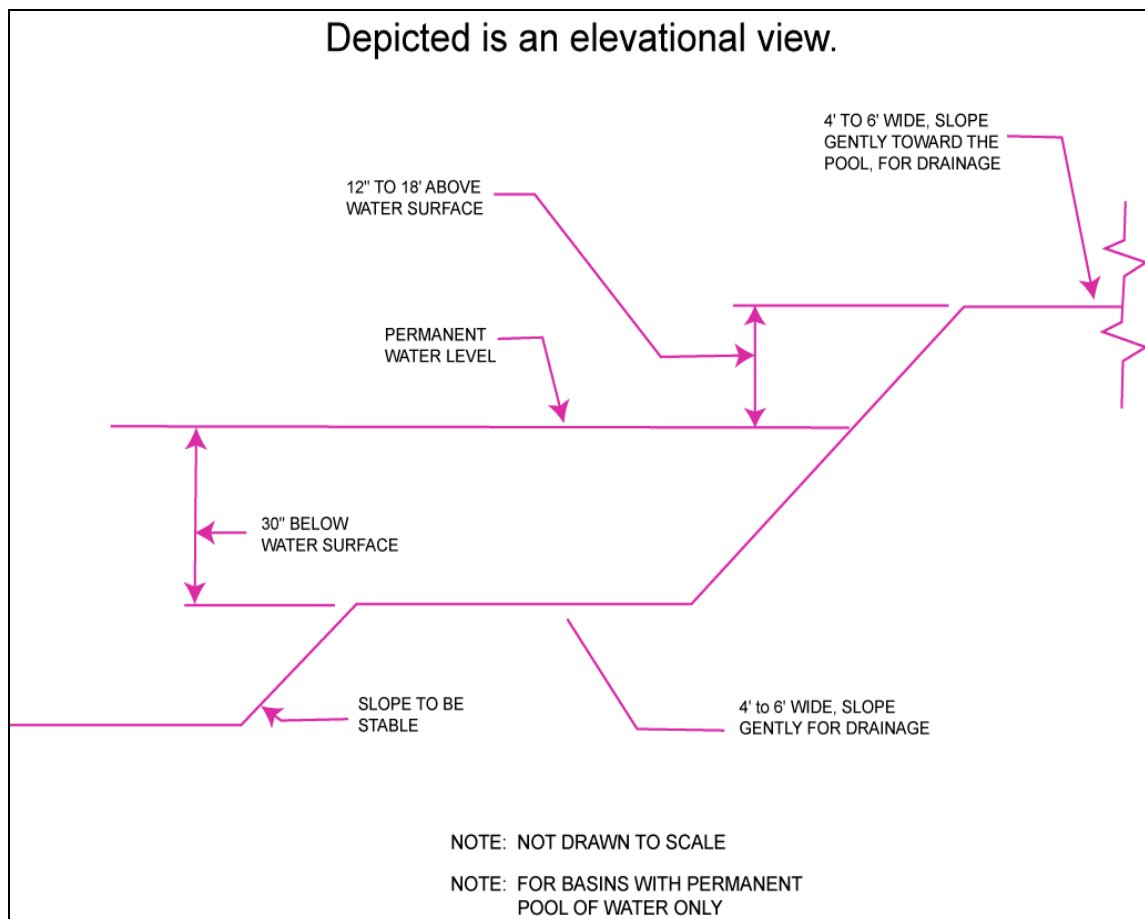 Depicted is an elevational view.
4' TO 6' WIDE, SLOPE
GENTLY TOWARD THE
POOL, FOR DRAINAGE
12" TO 18' ABOVE
WATER SURFACE
PERMANENT
WATER LEVEL
30" BELOW
WATER SURFACE
SLOPE TO BE
STABLE
4' to 6' WIDE, SLOPE
GENTLY FOR DRAINAGE
NOTE: NOT DRAWN TO SCALE
NOTE: FOR BASINS WITH PERMANENT
POOL OF WATER ONLY